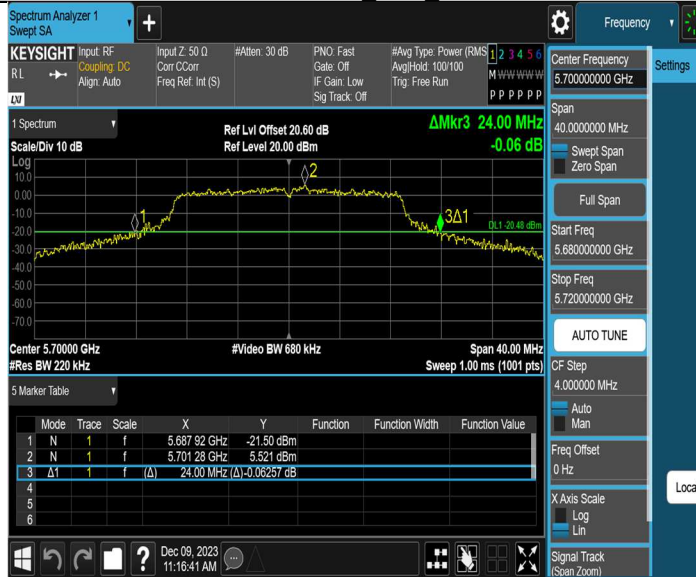 Spectrum Analyzer 1
Swept SA
Frequency
KEYSIGHT
RL
LXI
Input: RF
Coupling: DC
Align: Auto
Input Z: 50 Ω
Corr CCorr
Freq Ref: Int (S)
#Atten: 30 dB
PNO: Fast
Gate: Off
IF Gain: Low
Sig Track: Off
#Avg Type: Power (RMS
Avg|Hold: 100/100
Trig: Free Run
1 2 3 4 5 6
M W W W W W
P P P P P P
1 Spectrum
Scale/Div 10 dB
Ref Lvl Offset 20.60 dB
Ref Level 20.00 dBm
ΔMkr3 24.00 MHz
-0.06 dB
Log
10.0
0.00
-10.0
-20.0
-30.0
-40.0
-50.0
-60.0
-70.0
1
2
3Δ1
DL1 -20.48 dBm
Center 5.70000 GHz
#Video BW 680 kHz
Span 40.00 MHz
#Res BW 220 kHz
Sweep 1.00 ms (1001 pts)
5 Marker Table
Mode Trace Scale X Y Function Function Width Function Value
1 N 1 f 5.687 92 GHz -21.50 dBm
2 N 1 f 5.701 28 GHz 5.521 dBm
3 Δ1 1 f (Δ) 24.00 MHz (Δ)-0.06257 dB
4
5
6
Dec 09, 2023
11:16:41 AM
Center Frequency
5.700000000 GHz
Span
40.0000000 MHz
Swept Span
Zero Span
Full Span
Start Freq
5.680000000 GHz
Stop Freq
5.720000000 GHz
AUTO TUNE
CF Step
4.000000 MHz
Auto
Man
Freq Offset
0 Hz
X Axis Scale
Log
Lin
Signal Track
(Span Zoom)
Settings
Loca